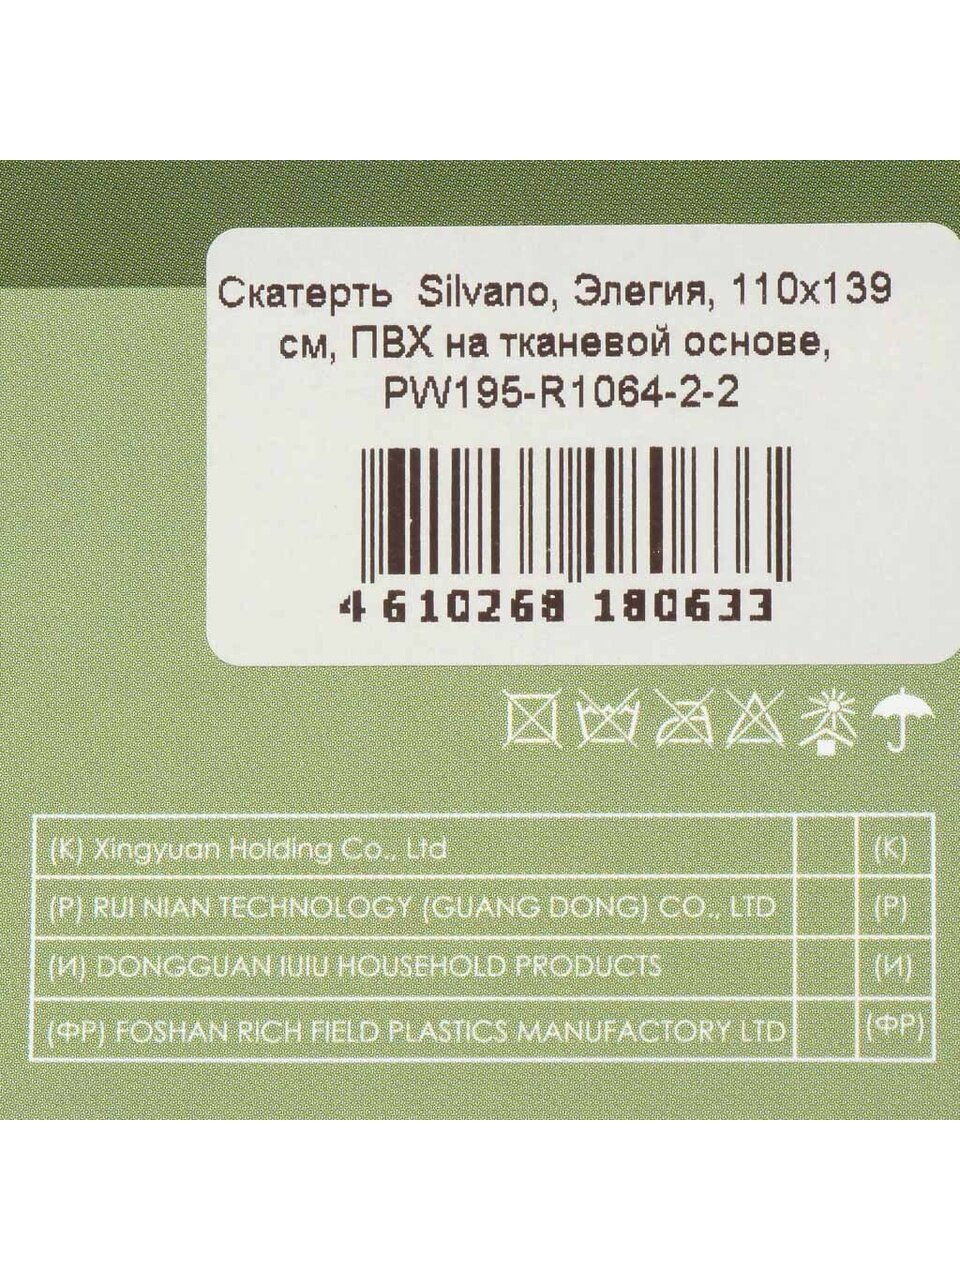 Скатерть Silvano, Элегия, 110х139
см, ПВХ на тканевой основе,
PW195-R1064-2-2
4 610268 180633
(К) Xingyuan Holding Co., Ltd (К)
(Р) RUI NIAN TECHNOLOGY (GUANG DONG) CO., LTD (Р)
(И) DONGGUAN IUIU HOUSEHOLD PRODUCTS (И)
(ФР) FOSHAN RICH FIELD PLASTICS MANUFACTORY LTD (ФР)